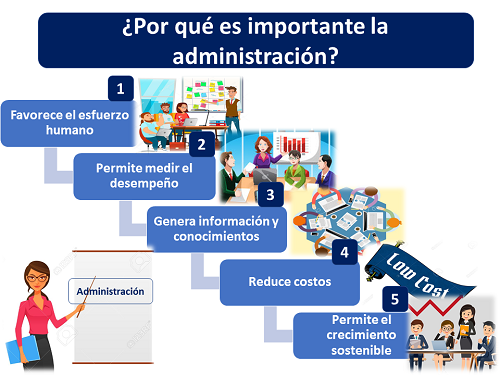 ¿Por qué es importante la
administración?
1
Favorece el esfuerzo
humano
2
Permite medir el
desempeño
3
Genera información y
conocimientos
4
Reduce costos
Low Cost
5
Permite el
crecimiento
sostenible
Administración